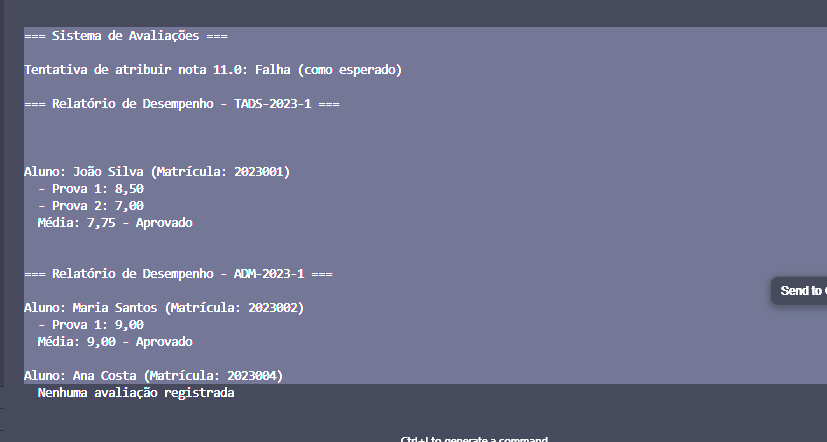 === Sistema de Avaliações ===
Tentativa de atribuir nota 11.0: Falha (como esperado)
=== Relatório de Desempenho - TADS-2023-1 ===
Aluno: João Silva (Matrícula: 2023001)
- Prova 1: 8,50
- Prova 2: 7,00
Média: 7,75 - Aprovado
=== Relatório de Desempenho - ADM-2023-1 ===
Send to
Aluno: Maria Santos (Matrícula: 2023002)
- Prova 1: 9,00
Média: 9,00 - Aprovado
Aluno: Ana Costa (Matrícula: 2023004)
Nenhuma avaliação registrada
to generate a command